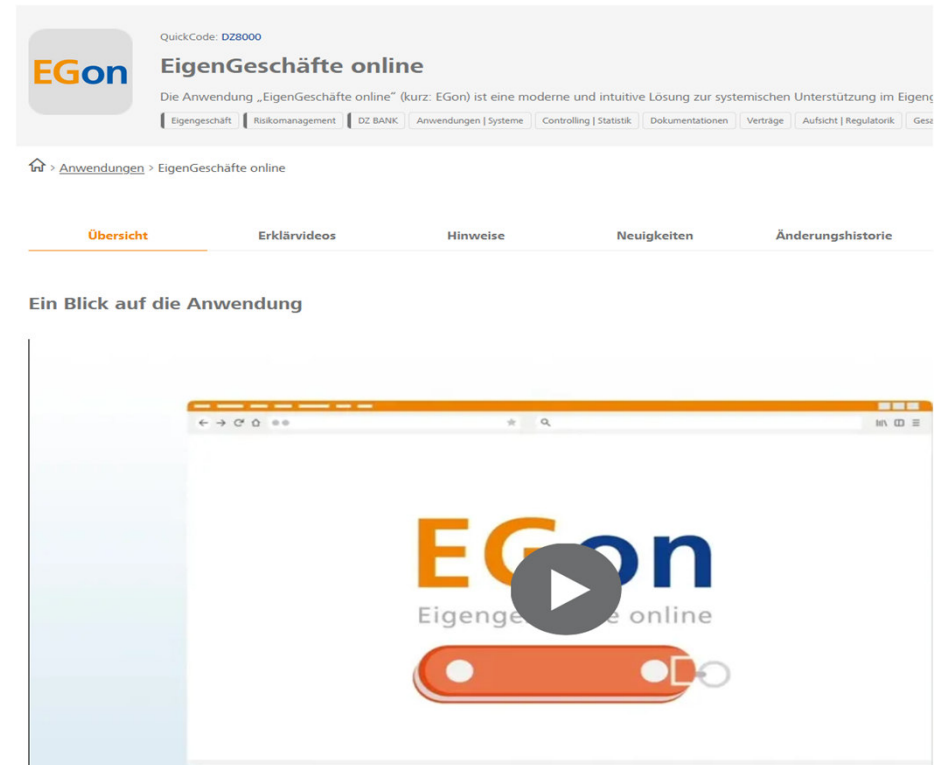 QuickCode: DZ8000
EGon
EigenGeschäfte online
Die Anwendung „EigenGeschäfte online“ (kurz: EGon) ist eine moderne und intuitive Lösung zur systemischen Unterstützung im Eigeng
Eigengeschäft Risikomanagement DZ BANK Anwendungen | Systeme Controlling | Statistik Dokumentationen Verträge Aufsicht | Regulatorik Gesa
> Anwendungen > EigenGeschäfte online
Übersicht Erklärvideos Hinweise Neuigkeiten Änderungshistorie
Ein Blick auf die Anwendung
EGon
Eigenge e online